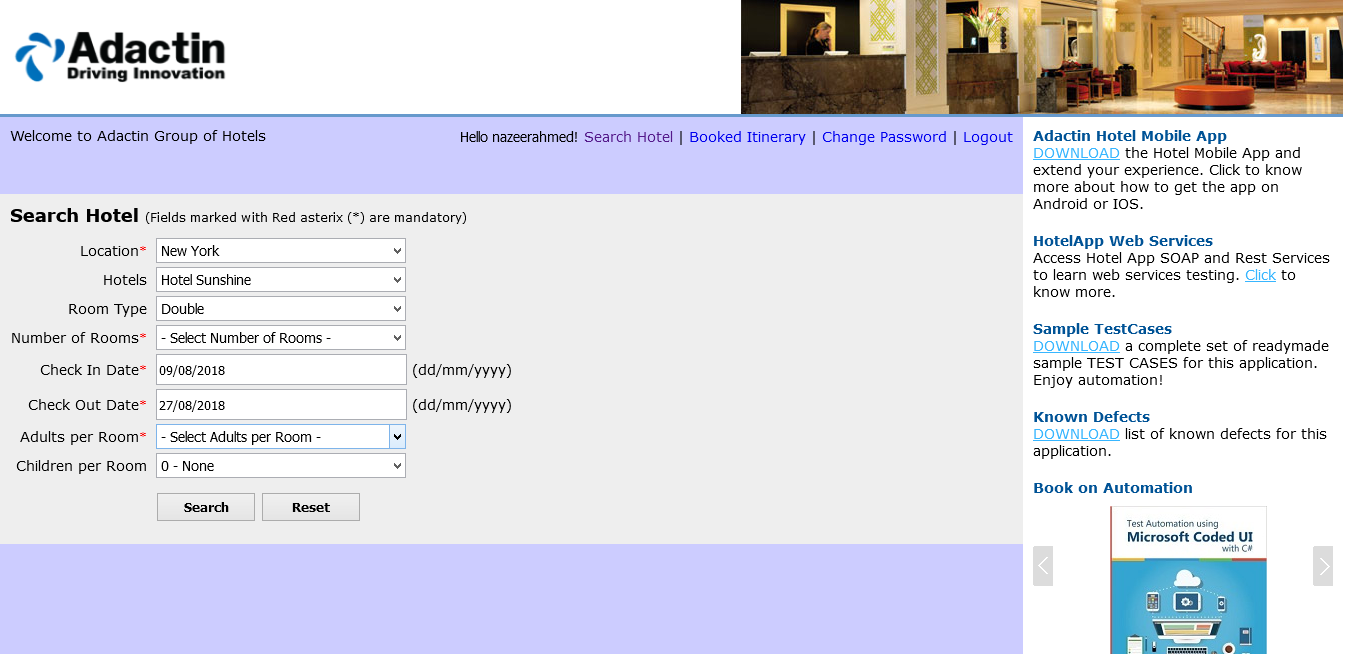 Adactin
Driving Innovation
Welcome to Adactin Group of Hotels
Hello nazeerahmed! Search Hotel | Booked Itinerary | Change Password | Logout
Search Hotel (Fields marked with Red asterix (*) are mandatory)
Location* New York
Hotels Hotel Sunshine
Room Type Double
Number of Rooms* - Select Number of Rooms -
Check In Date* 09/08/2018 (dd/mm/yyyy)
Check Out Date* 27/08/2018 (dd/mm/yyyy)
Adults per Room* - Select Adults per Room -
Children per Room 0 - None
Search Reset
Adactin Hotel Mobile App
DOWNLOAD the Hotel Mobile App and
extend your experience. Click to know
more about how to get the app on
Android or IOS.
HotelApp Web Services
Access Hotel App SOAP and Rest Services
to learn web services testing. Click to
know more.
Sample TestCases
DOWNLOAD a complete set of readymade
sample TEST CASES for this application.
Enjoy automation!
Known Defects
DOWNLOAD list of known defects for this
application.
Book on Automation
Test Automation using
Microsoft Coded UI
with C#